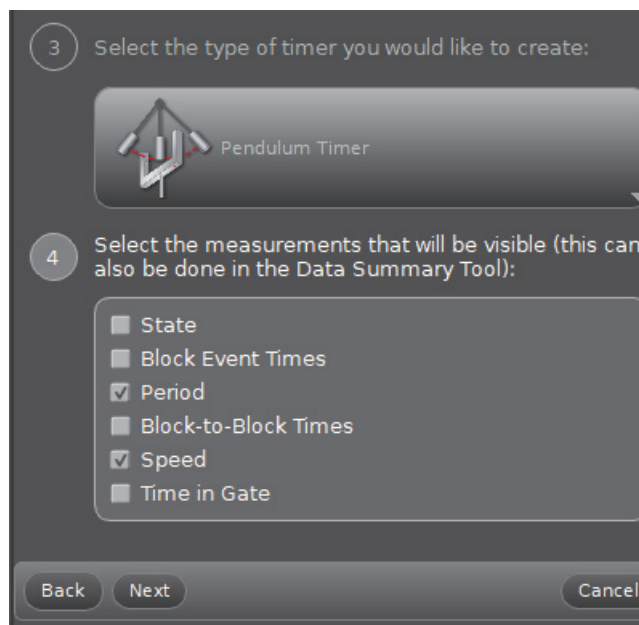 3
Select the type of timer you would like to create:
Pendulum Timer
4
Select the measurements that will be visible (this can
also be done in the Data Summary Tool):
State
Block Event Times
Period
Block-to-Block Times
Speed
Time in Gate
Back
Next
Cancel